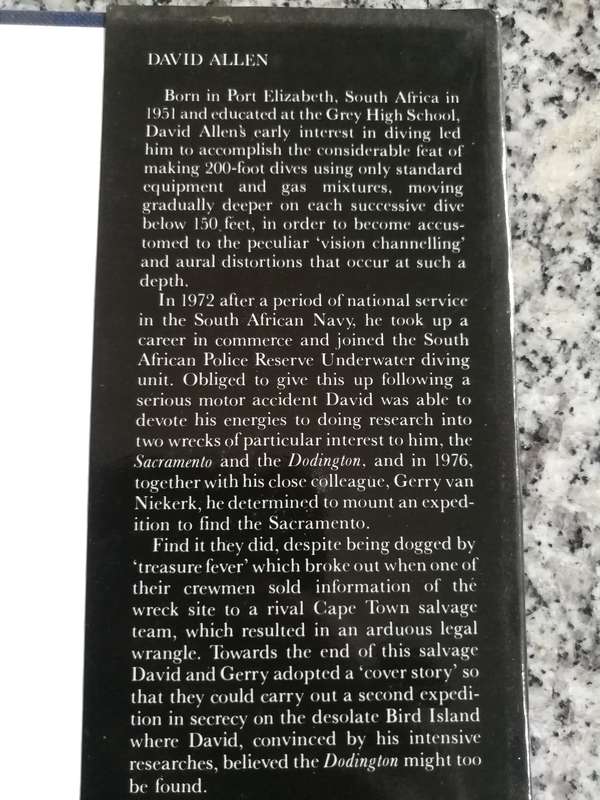 DAVID ALLEN
Born in Port Elizabeth, South Africa in
1951 and educated at the Grey High School,
David Allen's early interest in diving led
him to accomplish the considerable feat of
making 200-foot dives using only standard
equipment and gas mixtures, moving
gradually deeper on each successive dive
below 150 feet, in order to become accus-
tomed to the peculiar ‘vision channelling’
and aural distortions that occur at such a
depth.
In 1972 after a period of national service
in the South African Navy, he took up a
career in commerce and joined the South
African Police Reserve Underwater diving
unit. Obliged to give this up following a
serious motor accident David was able to
devote his energies to doing research into
two wrecks of particular interest to him, the
Sacramento and the Dodington, and in 1976,
together with his close colleague, Gerry van
Niekerk, he determined to mount an exped-
ition to find the Sacramento.
Find it they did, despite being dogged by
‘treasure fever’ which broke out when one of
their crewmen sold information of the
wreck site to a rival Cape Town salvage
team, which resulted in an arduous legal
wrangle. Towards the end of this salvage
David and Gerry adopted a ‘cover story’ so
that they could carry out a second expedi-
tion in secrecy on the desolate Bird Island
where David, convinced by his intensive
researches, believed the Dodington might too
be found.